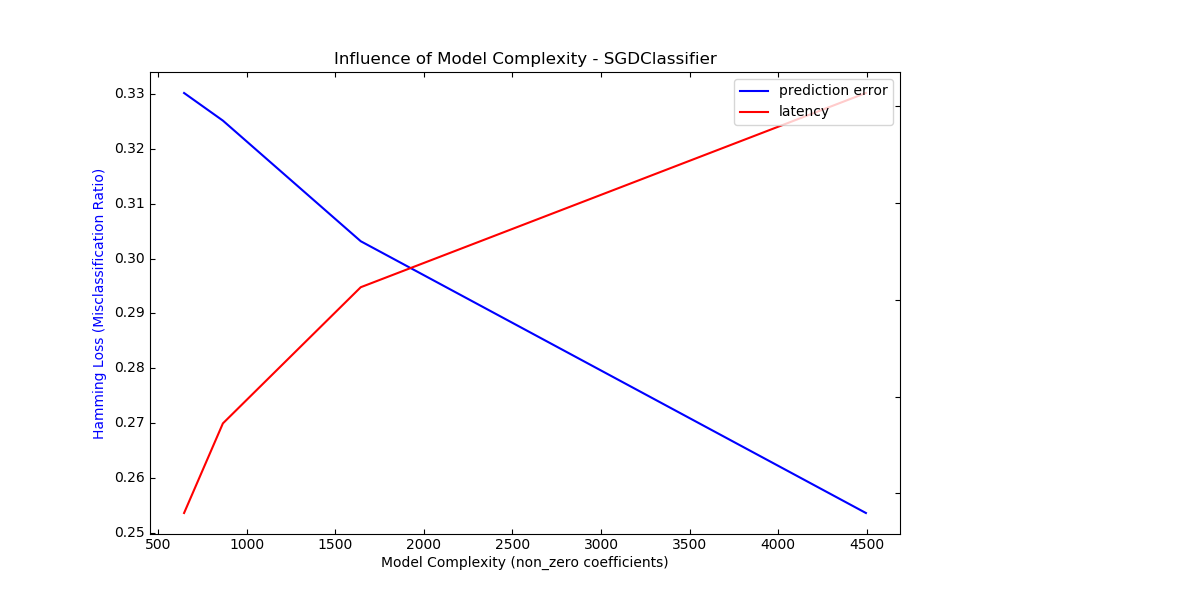 Influence of Model Complexity - SGDClassifier
prediction error
latency
Hamming Loss (Misclassification Ratio)
0.33
0.32
0.31
0.30
0.29
0.28
0.27
0.26
0.25
500 1000 1500 2000 2500 3000 3500 4000 4500
Model Complexity (non_zero coefficients)